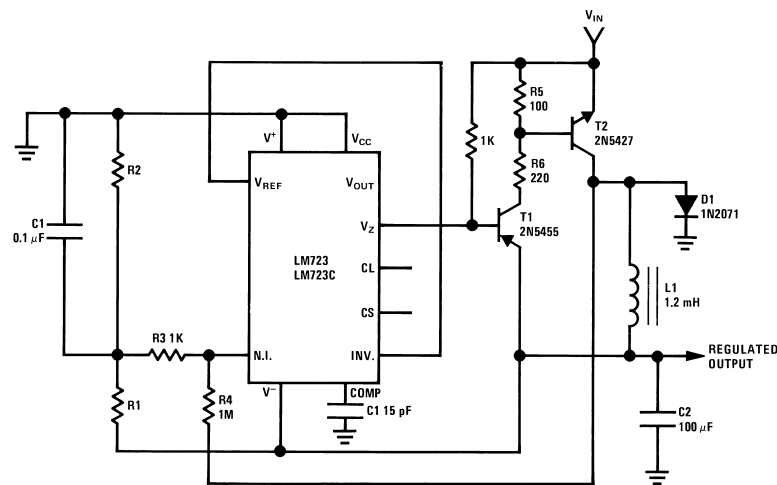 VIN
R5
100
T2
2N5427
1K
R6
220
V+
VCC
R2
VREF
VOUT
D1
1N2071
C1
0.1 μF
T1
2N5455
VZ
LM723
LM723C
CL
L1
1.2 mH
CS
R3 1K
N.I.
INV.
REGULATED
OUTPUT
R1
R4
1M
V−
COMP
C1 15 pF
C2
100 μF